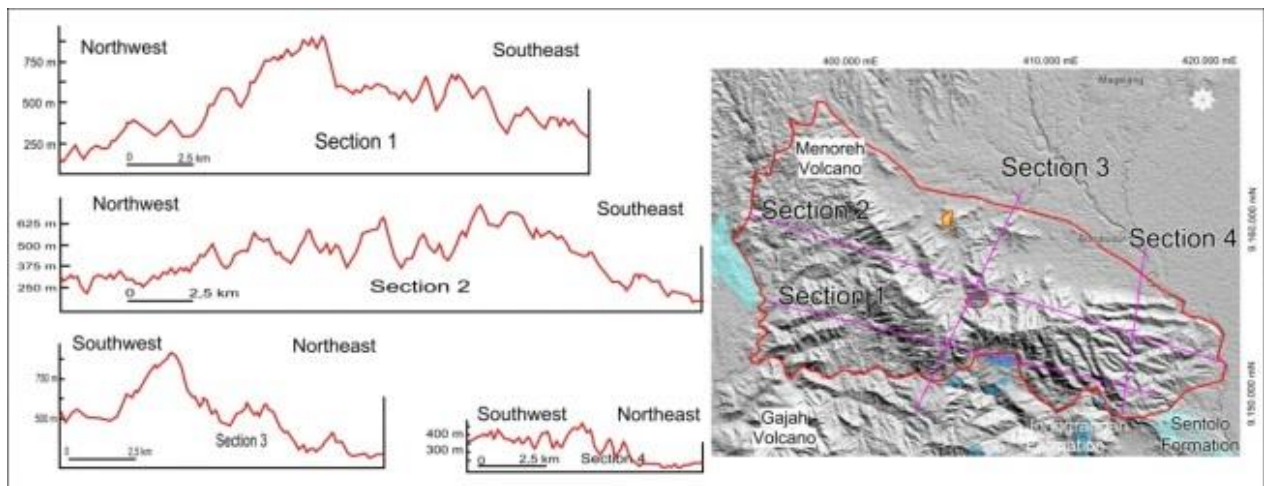 Northwest
Southeast
750 m
500 m
250 m
0 2.5 km
Section 1
Northwest
Southeast
625 m
500 m
375 m
250 m
0 2,5 km
Section 2
Southwest
Northeast
750 m
500 m
0 2.5 km
Section 3
Southwest
Northeast
400 m
300 m
0 2.5 km
Section 4
400.000 mE
410.000 mE
420.000 mE
Magelang
Menoreh
Volcano
Section 3
Section 2
Section 4
9.160.000 mN
Section 1
9.150.000 mN
Gajah
Volcano
Formation
Sentolo
Formation